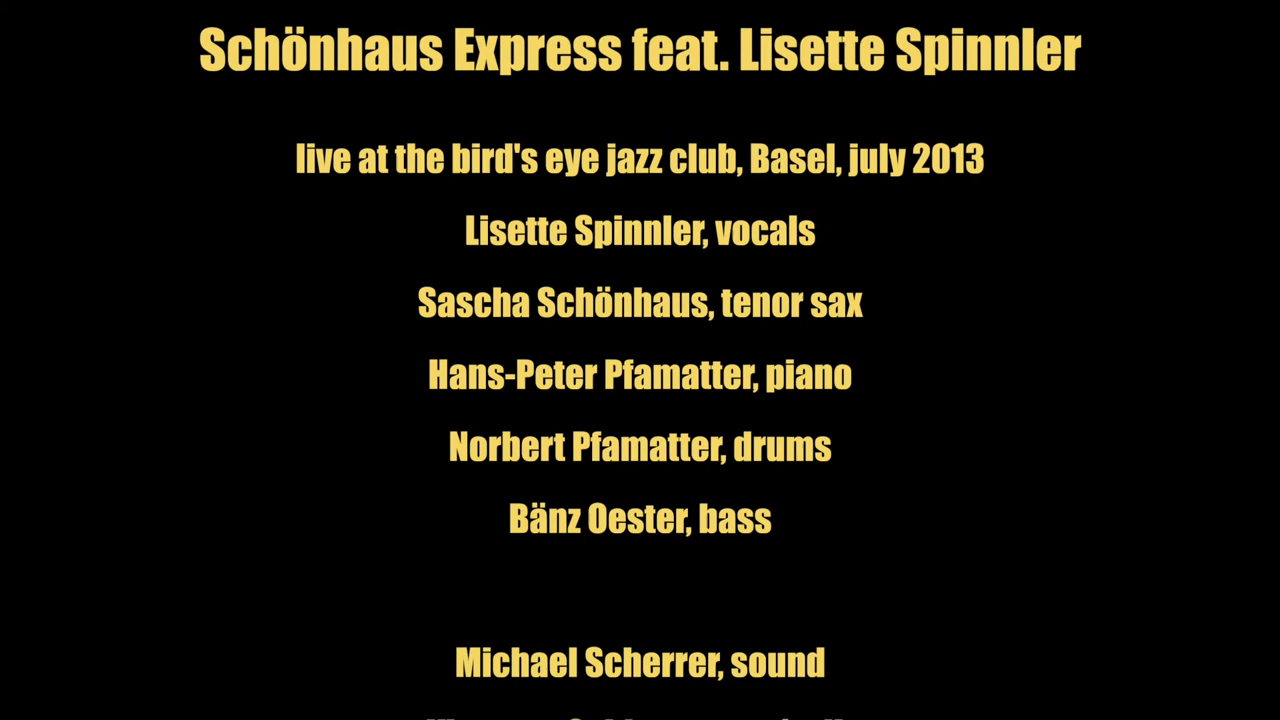 Schönhaus Express feat. Lisette Spinnler
live at the bird's eye jazz club, Basel, july 2013
Lisette Spinnler, vocals
Sascha Schönhaus, tenor sax
Hans-Peter Pfamatter, piano
Norbert Pfamatter, drums
Bänz Oester, bass
Michael Scherrer, sound